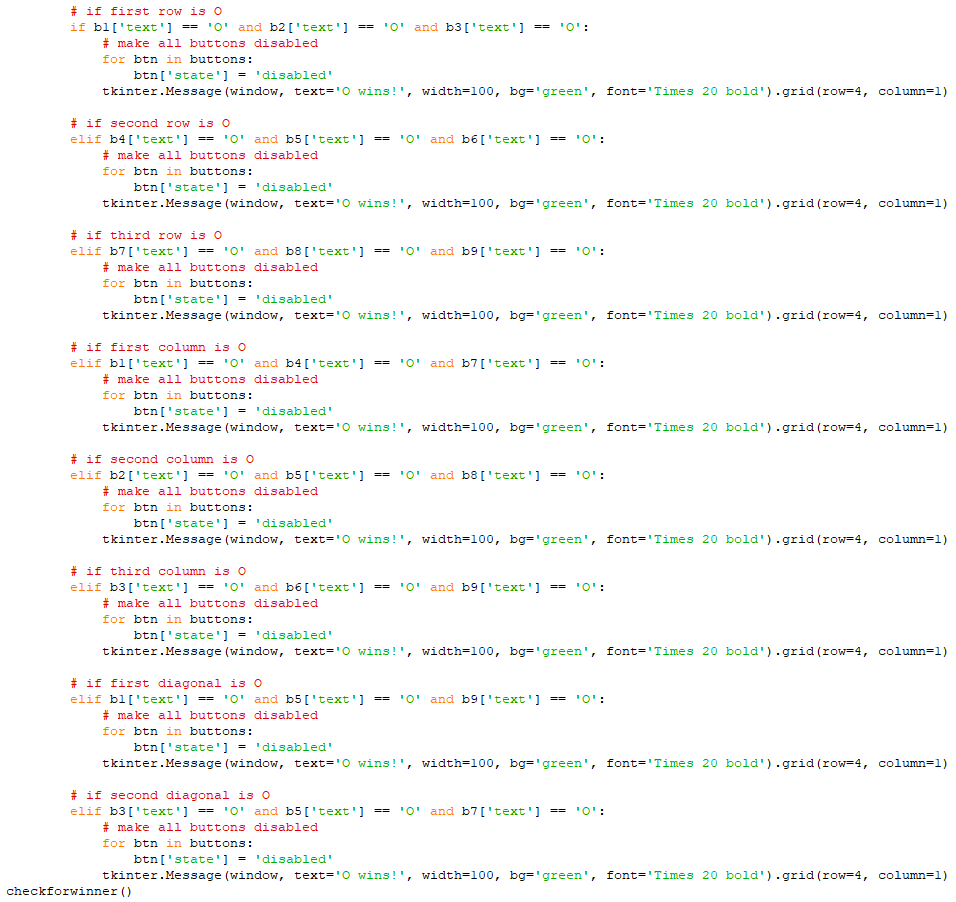 # if first row is O
if b1['text'] == 'O' and b2['text'] == 'O' and b3['text'] == 'O':
# make all buttons disabled
for btn in buttons:
btn['state'] = 'disabled'
tkinter.Message(window, text='O wins!', width=100, bg='green', font='Times 20 bold').grid(row=4, column=1)
# if second row is O
elif b4['text'] == 'O' and b5['text'] == 'O' and b6['text'] == 'O':
# make all buttons disabled
for btn in buttons:
btn['state'] = 'disabled'
tkinter.Message(window, text='O wins!', width=100, bg='green', font='Times 20 bold').grid(row=4, column=1)
# if third row is O
elif b7['text'] == 'O' and b8['text'] == 'O' and b9['text'] == 'O':
# make all buttons disabled
for btn in buttons:
btn['state'] = 'disabled'
tkinter.Message(window, text='O wins!', width=100, bg='green', font='Times 20 bold').grid(row=4, column=1)
# if first column is O
elif b1['text'] == 'O' and b4['text'] == 'O' and b7['text'] == 'O':
# make all buttons disabled
for btn in buttons:
btn['state'] = 'disabled'
tkinter.Message(window, text='O wins!', width=100, bg='green', font='Times 20 bold').grid(row=4, column=1)
# if second column is O
elif b2['text'] == 'O' and b5['text'] == 'O' and b8['text'] == 'O':
# make all buttons disabled
for btn in buttons:
btn['state'] = 'disabled'
tkinter.Message(window, text='O wins!', width=100, bg='green', font='Times 20 bold').grid(row=4, column=1)
# if third column is O
elif b3['text'] == 'O' and b6['text'] == 'O' and b9['text'] == 'O':
# make all buttons disabled
for btn in buttons:
btn['state'] = 'disabled'
tkinter.Message(window, text='O wins!', width=100, bg='green', font='Times 20 bold').grid(row=4, column=1)
# if first diagonal is O
elif b1['text'] == 'O' and b5['text'] == 'O' and b9['text'] == 'O':
# make all buttons disabled
for btn in buttons:
btn['state'] = 'disabled'
tkinter.Message(window, text='O wins!', width=100, bg='green', font='Times 20 bold').grid(row=4, column=1)
# if second diagonal is O
elif b3['text'] == 'O' and b5['text'] == 'O' and b7['text'] == 'O':
# make all buttons disabled
for btn in buttons:
btn['state'] = 'disabled'
tkinter.Message(window, text='O wins!', width=100, bg='green', font='Times 20 bold').grid(row=4, column=1)
checkforwinner()